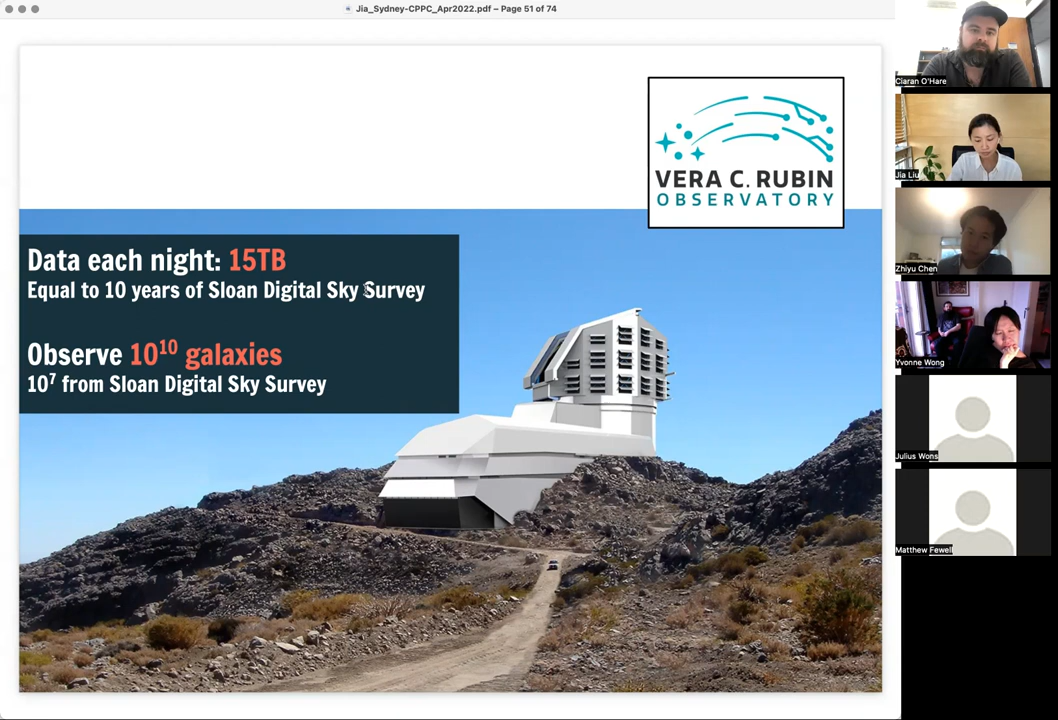 Jia_Sydney-CPPC_Apr2022.pdf – Page 51 of 74
VERA C. RUBIN
OBSERVATORY
Data each night: 15TB
Equal to 10 years of Sloan Digital Sky Survey
Observe 10¹⁰ galaxies
10⁷ from Sloan Digital Sky Survey
Ciaran O'Hare
Jia Liu
Zhiyu Chen
Yvonne Wong
Julius Wons
Matthew Fewell